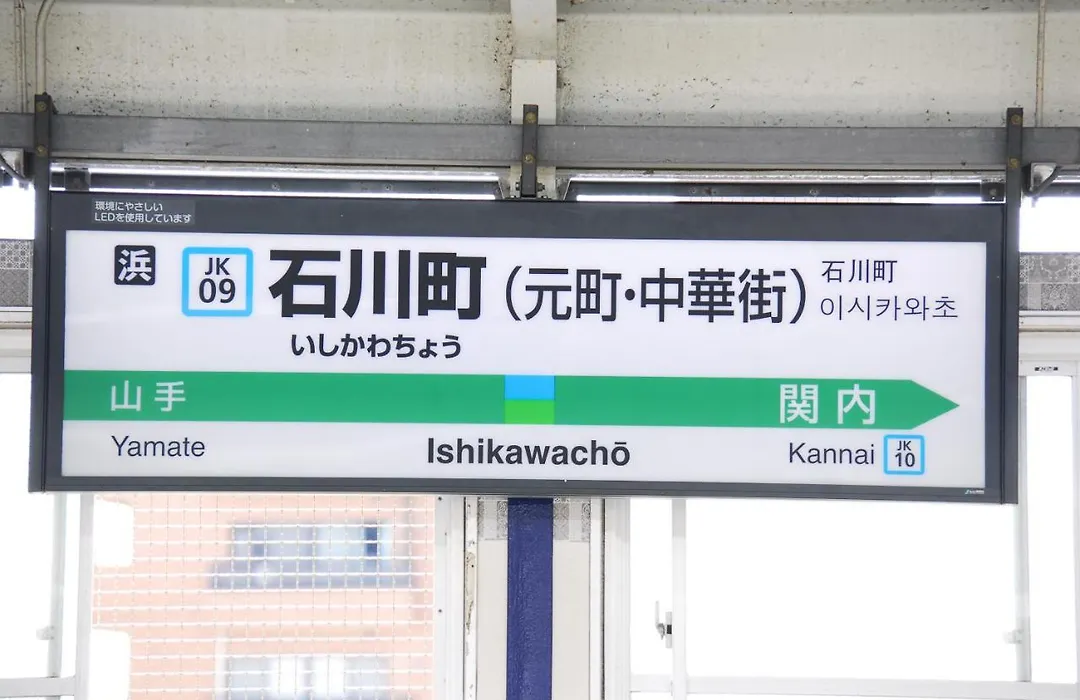 環境にやさしい
LEDを使用しています
浜
JK
09
石川町(元町・中華街)
石川町
이시카와초
いしかわちょう
山手
関内
Yamate
Ishikawachō
Kannai
JK
10